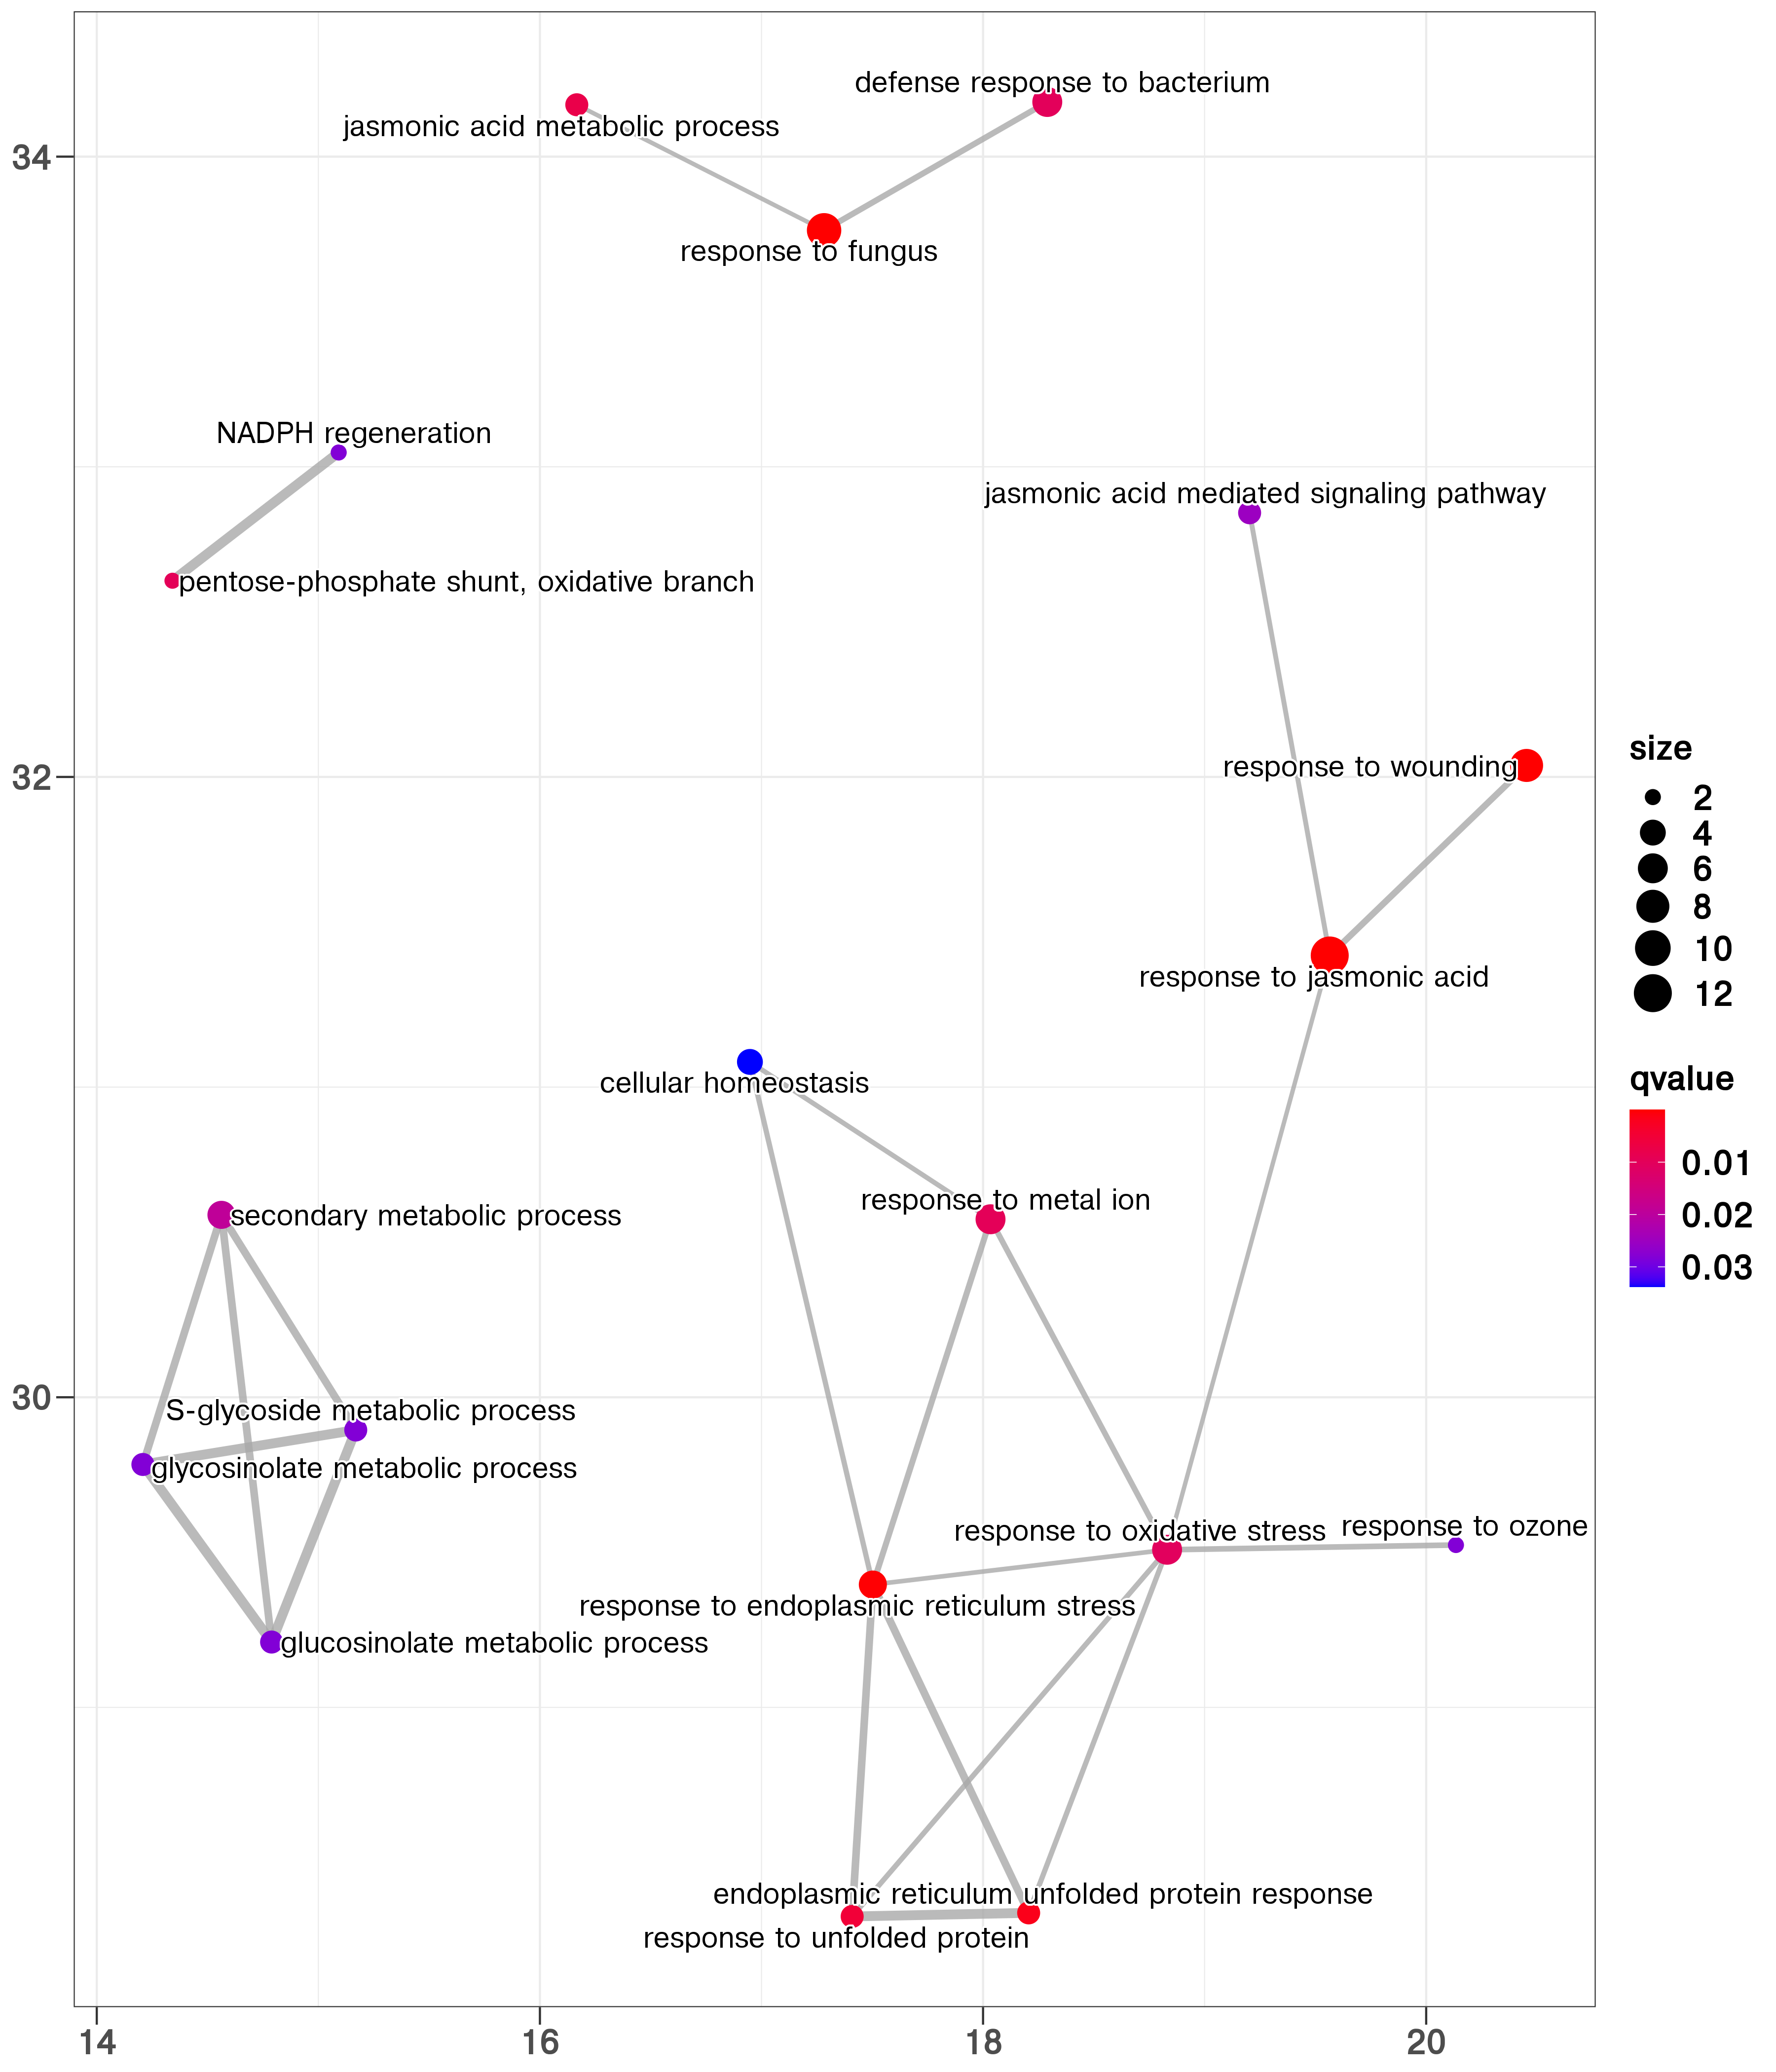 defense response to bacterium
jasmonic acid metabolic process
34
response to fungus
NADPH regeneration
jasmonic acid mediated signaling pathway
pentose-phosphate shunt, oxidative branch
response to wounding
32
response to jasmonic acid
cellular homeostasis
response to metal ion
secondary metabolic process
30
S-glycoside metabolic process
glycosinolate metabolic process
response to oxidative stress
response to ozone
response to endoplasmic reticulum stress
glucosinolate metabolic process
endoplasmic reticulum unfolded protein response
response to unfolded protein
14
16
18
20
size
2
4
6
8
10
12
qvalue
0.01
0.02
0.03